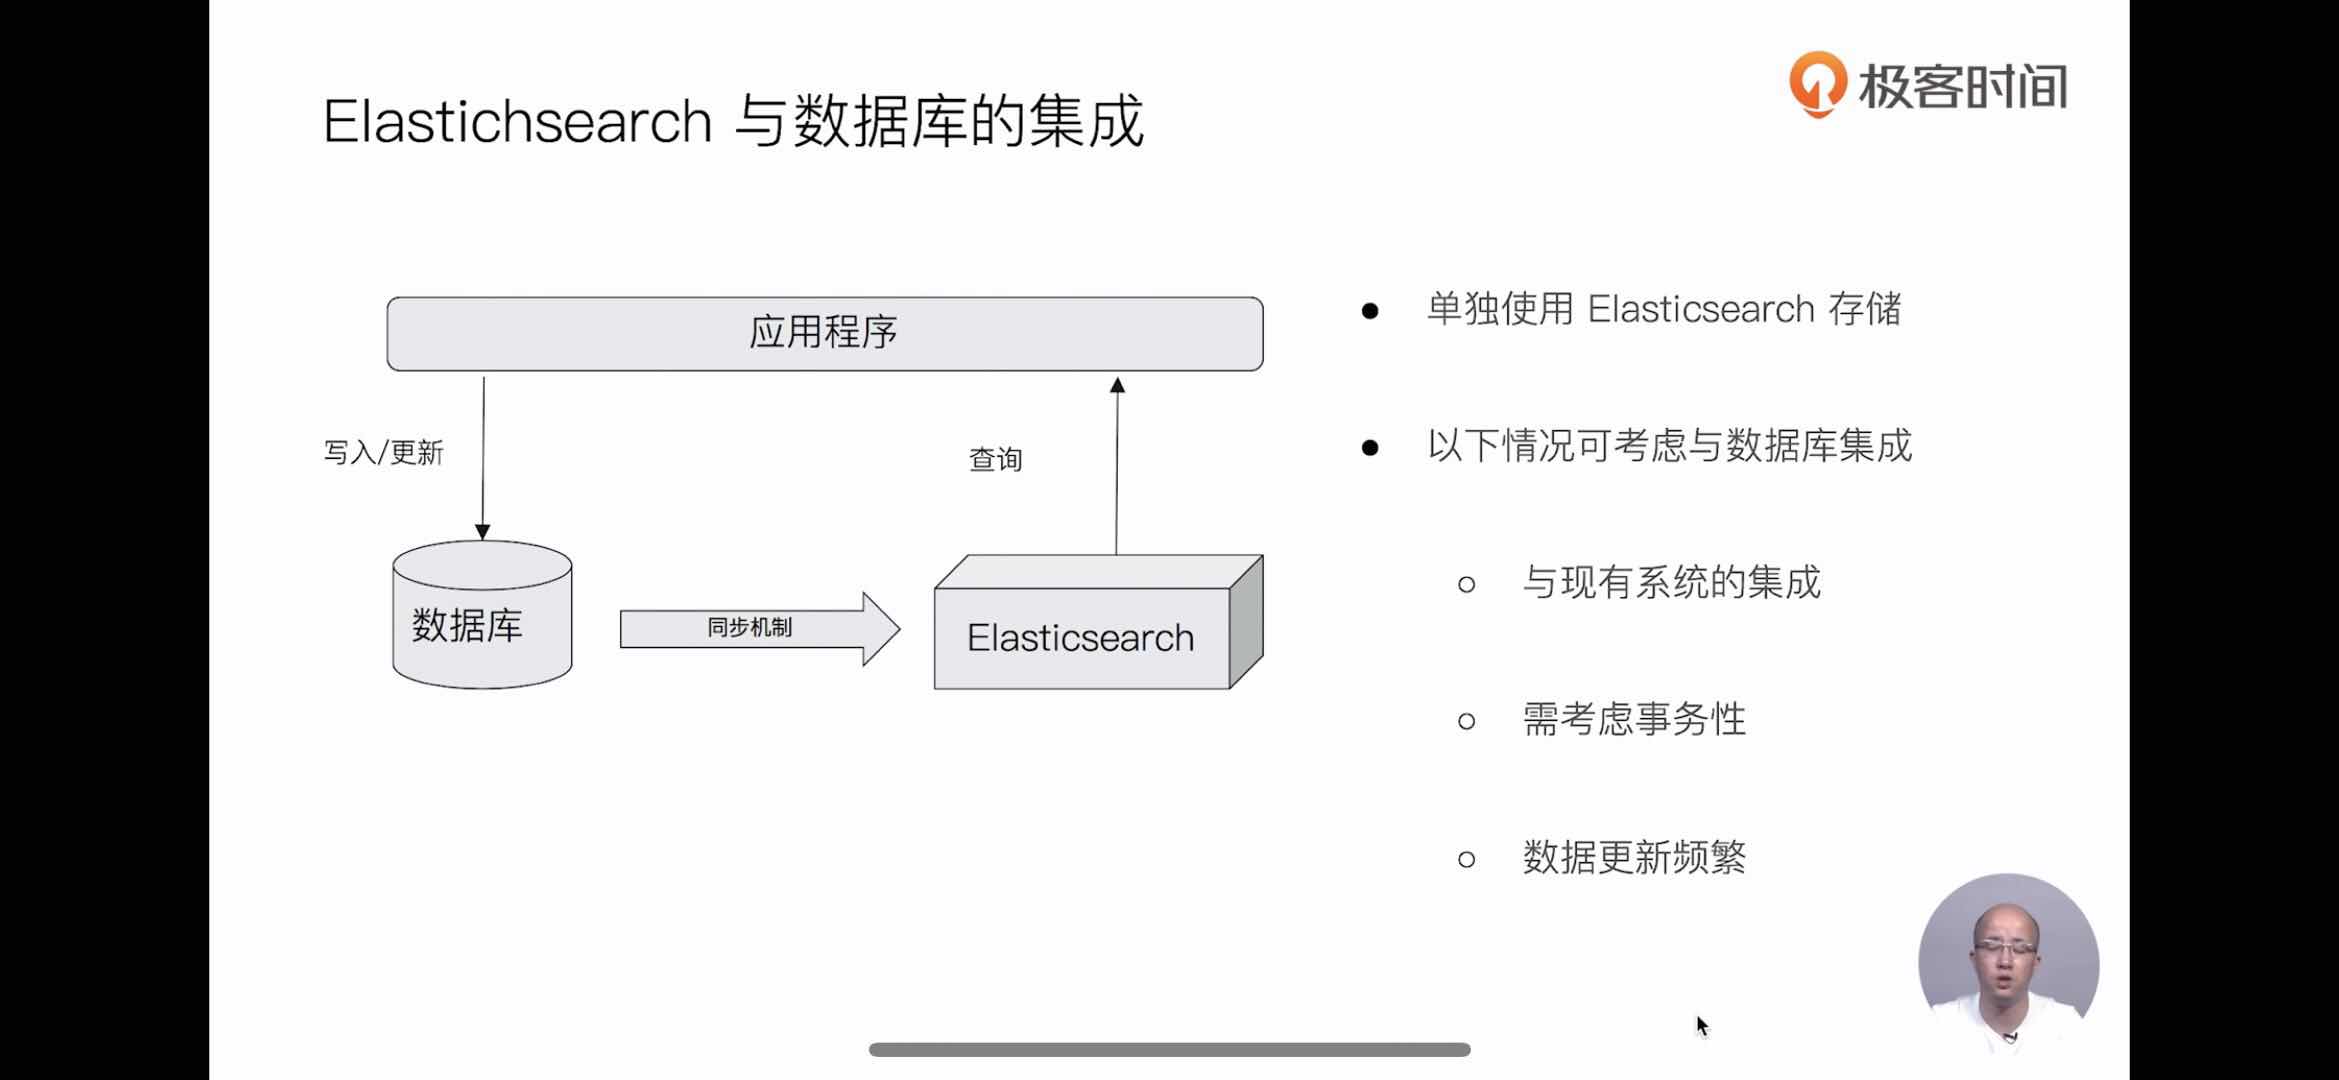 极客时间
Elastichsearch 与数据库的集成
应用程序
写入/更新
查询
数据库
同步机制
Elasticsearch
单独使用 Elasticsearch 存储
以下情况可考虑与数据库集成
与现有系统的集成
需考虑事务性
数据更新频繁